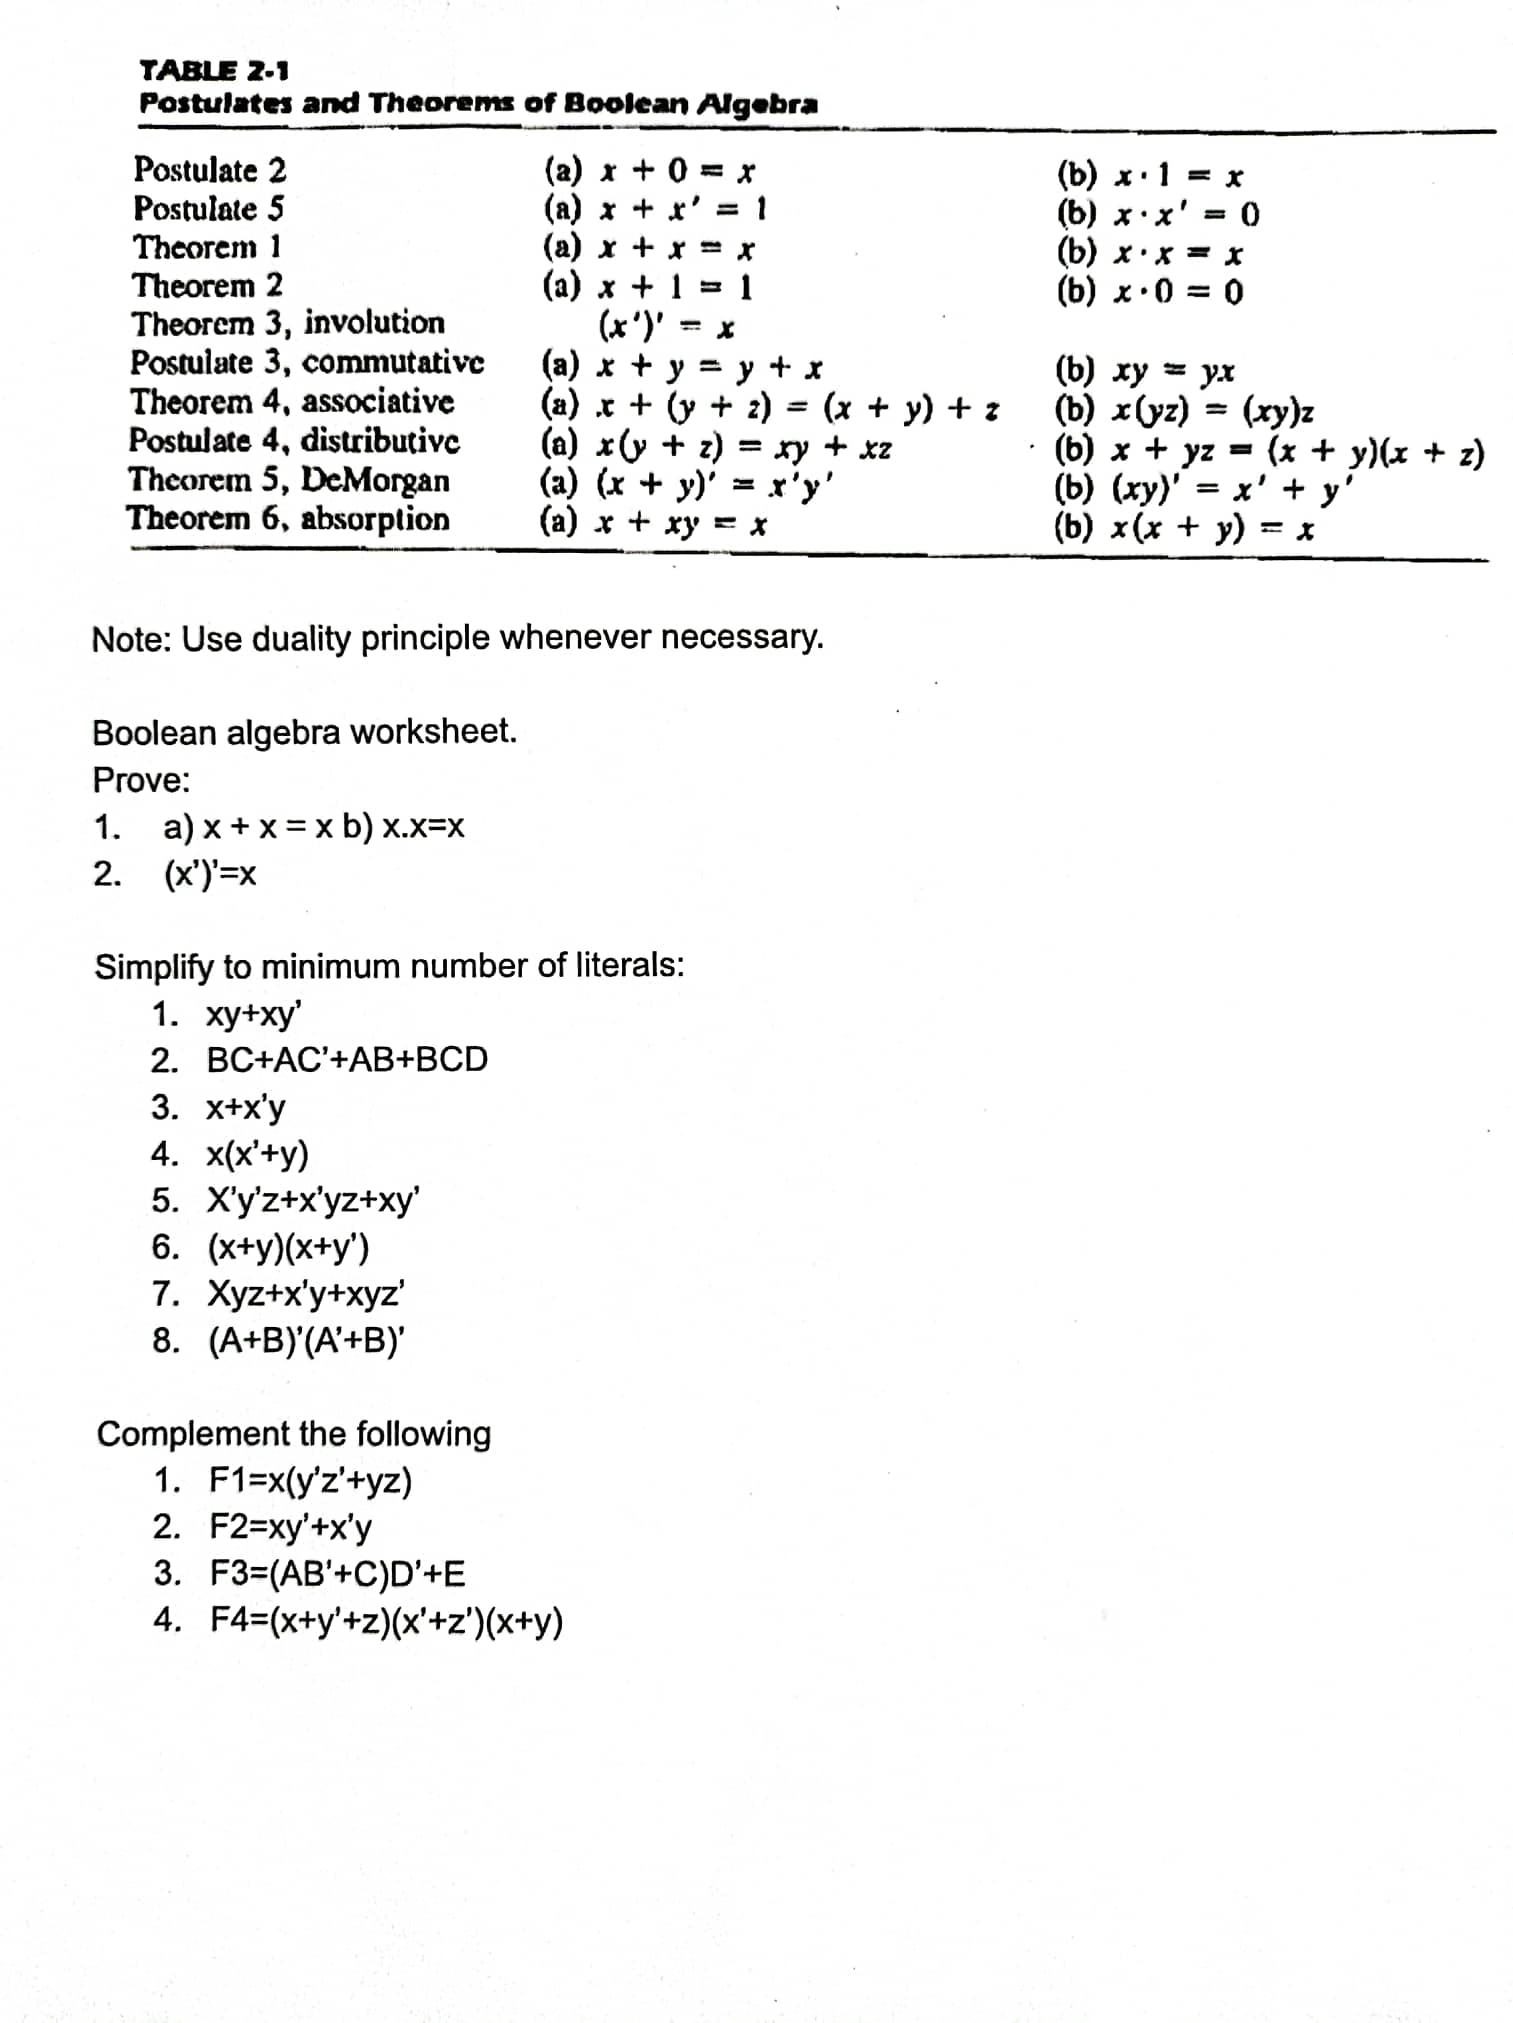 TABLE 2-1
Postulates and Theorems of Boolean Algebra
Postulate 2 (a) x + 0 = x (b) x · 1 = x
Postulate 5 (a) x + x' = 1 (b) x · x' = 0
Theorem 1 (a) x + x = x (b) x · x = x
Theorem 2 (a) x + 1 = 1 (b) x · 0 = 0
Theorem 3, involution (x')' = x
Postulate 3, commutative (a) x + y = y + x (b) xy = yx
Theorem 4, associative (a) x + (y + z) = (x + y) + z (b) x(yz) = (xy)z
Postulate 4, distributive (a) x(y + z) = xy + xz (b) x + yz = (x + y)(x + z)
Theorem 5, DeMorgan (a) (x + y)' = x'y' (b) (xy)' = x' + y'
Theorem 6, absorption (a) x + xy = x (b) x(x + y) = x
Note: Use duality principle whenever necessary.
Boolean algebra worksheet.
Prove:
1. a) x + x = x b) x.x=x
2. (x’)’=x
Simplify to minimum number of literals:
1. xy+xy’
2. BC+AC’+AB+BCD
3. x+x'y
4. x(x’+y)
5. X'y'z+x'yz+xy’
6. (x+y)(x+y’)
7. Xyz+x'y+xyz’
8. (A+B)’(A’+B)’
Complement the following
1. F1=x(y'z'+yz)
2. F2=xy'+x'y
3. F3=(AB'+C)D’+E
4. F4=(x+y'+z)(x'+z')(x+y)